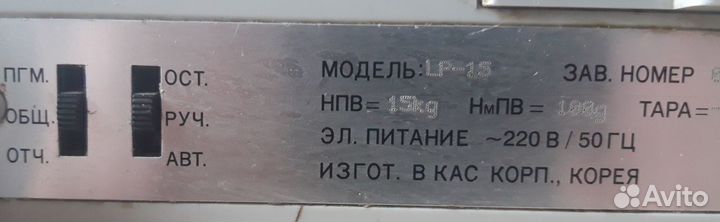 ПГМ.
ОБЩ.
ОТЧ.
ОСТ.
РУЧ.
АВТ.
МОДЕЛЬ: LP-15 ЗАВ. НОМЕР
НПВ= 15kg НмПВ = 100g ТАРА=
ЭЛ. ПИТАНИЕ ~220 В / 50 ГЦ
ИЗГОТ. В КАС КОРП., КОРЕЯ
Avito